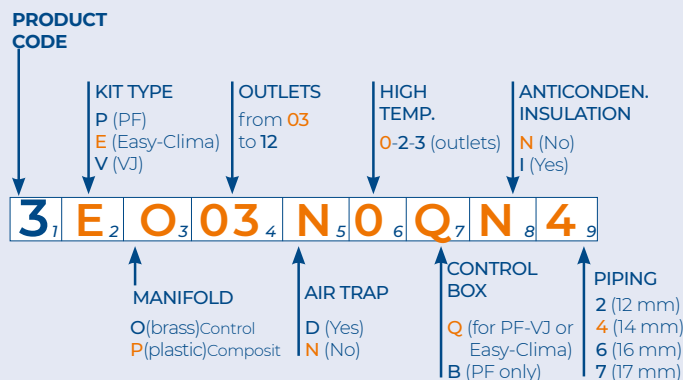 PRODUCT
CODE
KIT TYPE
P (PF)
E (Easy-Clima)
V (VJ)
OUTLETS
from 03
to 12
HIGH
TEMP.
0-2-3 (outlets)
ANTICONDEN.
INSULATION
N (No)
I (Yes)
3 1 E 2 O 3 03 4 N 5 0 6 Q 7 N 8 4 9
MANIFOLD
O(brass)Control
P(plastic)Composit
AIR TRAP
D (Yes)
N (No)
CONTROL
BOX
Q (for PF-VJ or
Easy-Clima)
B (PF only)
PIPING
2 (12 mm)
4 (14 mm)
6 (16 mm)
7 (17 mm)